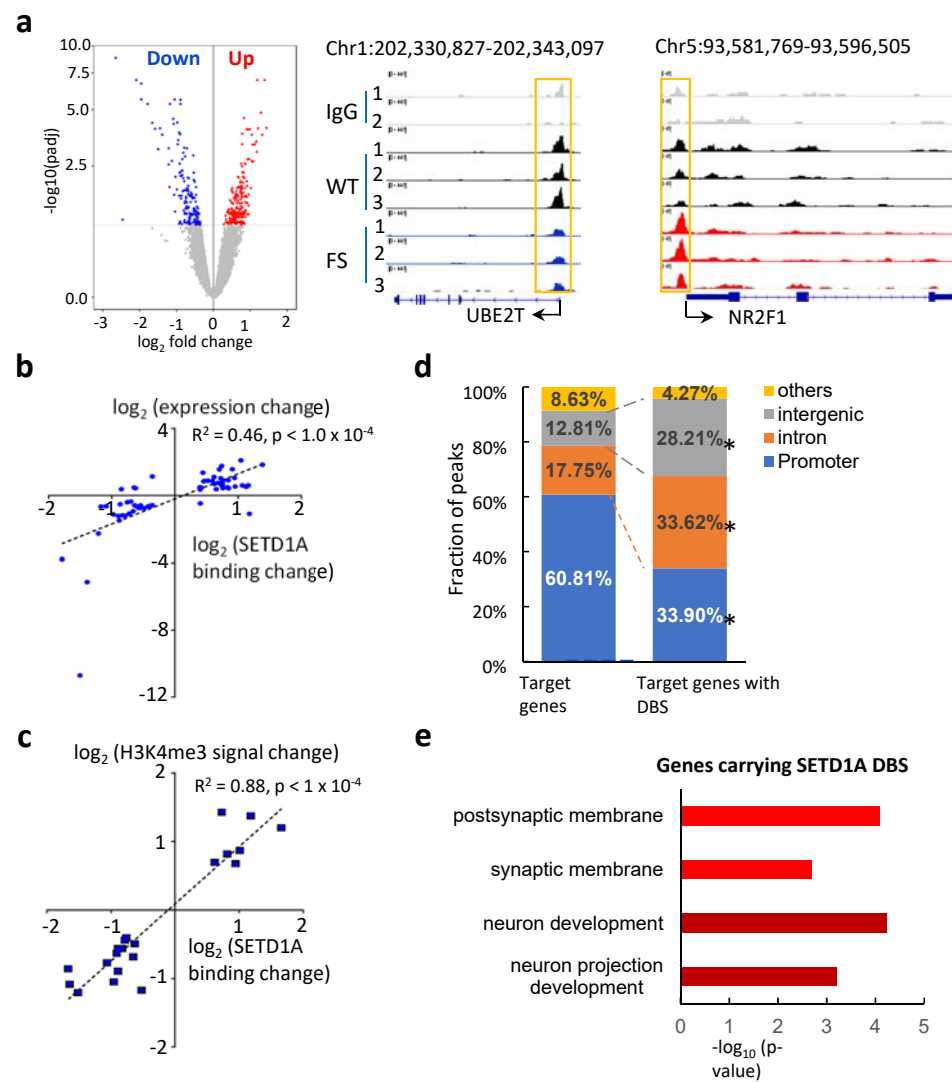 a
10.0
7.5
5.0
2.5
0.0
-log10(padj)
Down Up
-3 -2 -1 0 1 2
log2 fold change
Chr1:202,330,827-202,343,097
IgG
1
2
WT
1
2
3
FS
1
2
3
UBE2T
Chr5:93,581,769-93,596,505
NR2F1
b
log2 (expression change)
R2 = 0.46, p < 1.0 x 10-4
4
-2 -1 0 1 2
log2 (SETD1A
binding change)
-4
-8
-12
c
log2 (H3K4me3 signal change)
R2 = 0.88, p < 1 x 10-4
2
1
-2 -1 0 1 2
log2 (SETD1A
binding change)
-1
-2
d
Fraction of peaks
100%
80%
60%
40%
20%
0%
8.63%
12.81%
17.75%
60.81%
4.27%
28.21%*
33.62%*
33.90%*
others
intergenic
intron
Promoter
Target
genes
Target genes with
DBS
e
Genes carrying SETD1A DBS
postsynaptic membrane
synaptic membrane
neuron development
neuron projection
development
0 1 2 3 4 5
-log10 (p-
value)